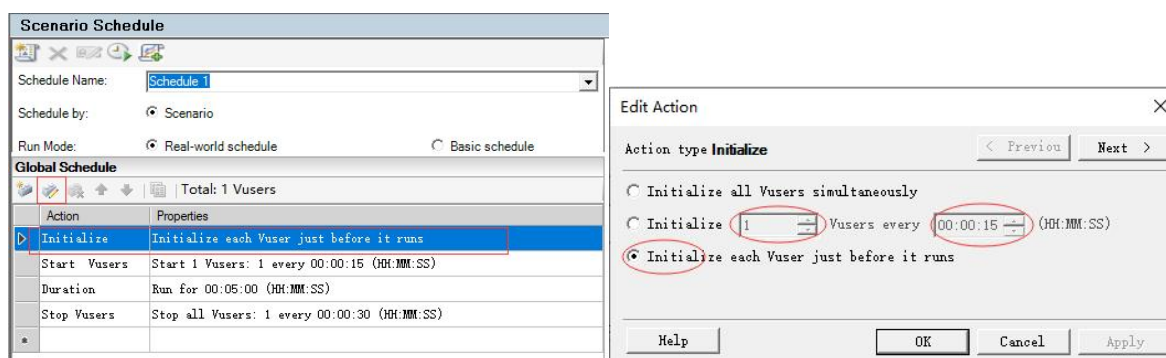 Scenario Schedule
Schedule Name: Schedule 1
Schedule by: Scenario
Run Mode: Real-world schedule Basic schedule
Global Schedule
Total: 1 Vusers
Action Properties
Initialize Initialize each Vuser just before it runs
Start Vusers Start 1 Vusers: 1 every 00:00:15 (HH:MM:SS)
Duration Run for 00:05:00 (HH:MM:SS)
Stop Vusers Stop all Vusers: 1 every 00:00:30 (HH:MM:SS)
Edit Action
Action type Initialize < Previou Next >
Initialize all Vusers simultaneously
Initialize 1 Vusers every 00:00:15 (HH:MM:SS)
Initialize each Vuser just before it runs
Help OK Cancel Apply